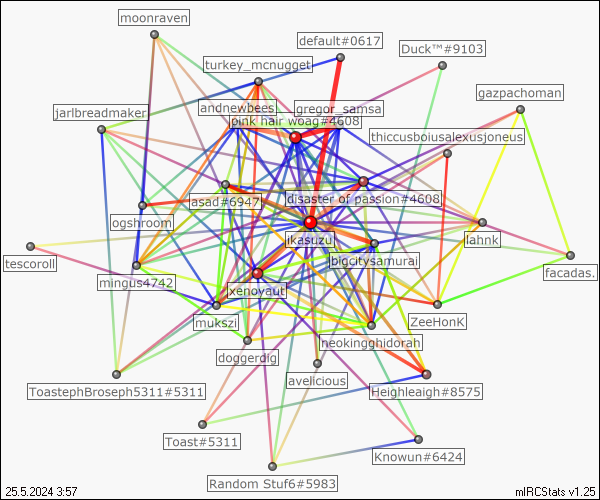 moonraven
default#0617
Duck™#9103
turkey_mcnugget
gazpachoman
andnewbees
gregor_samsa
jarlbreadmaker
pink hair woag#4608
thiccusboiusalexusjoneus
asad#6947
disaster of passion#4608
ogshroom
ikasuzu
lahnk
tescoroll
bigcitysamurai
facadas.
mingus4742
xenovaut
mukszi
ZeeHonK
doggerdig
neokingghidorah
avelicious
ToastephBroseph5311#5311
Heighleaigh#8575
Toast#5311
Knowun#6424
Random Stuf6#5983
25.5.2024 3:57
mIRCStats v1.25